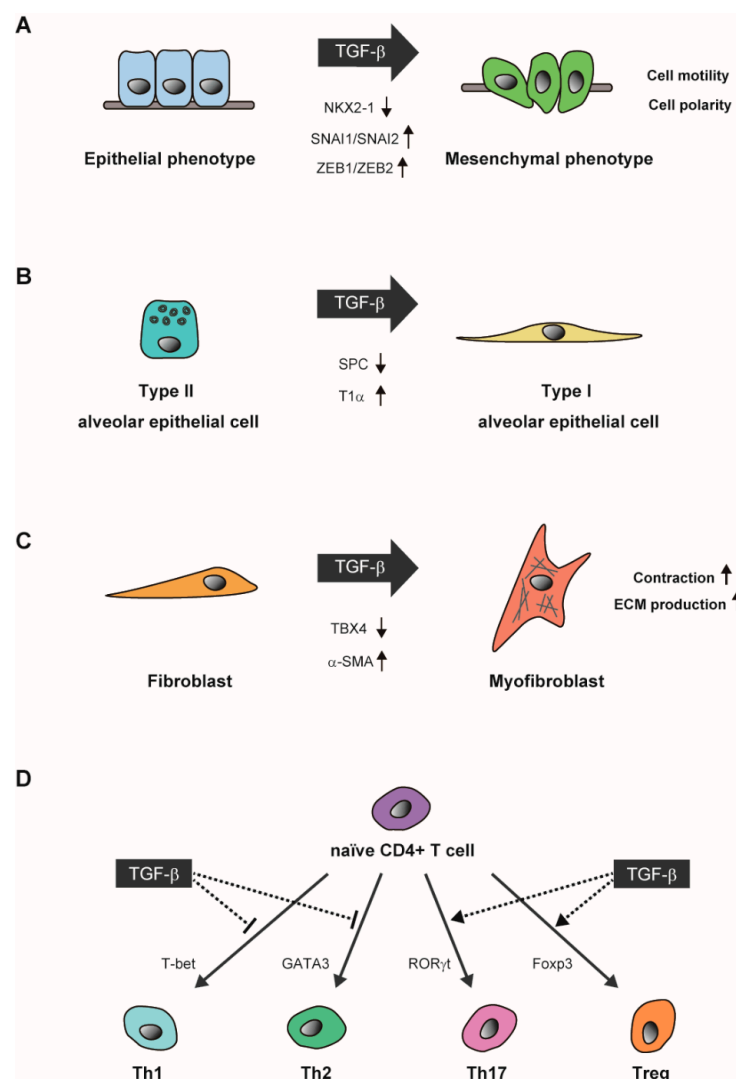 A
TGF-β
NKX2-1 ↓
SNAI1/SNAI2 ↑
ZEB1/ZEB2 ↑
Epithelial phenotype
Mesenchymal phenotype
Cell motility
Cell polarity
B
TGF-β
SPC ↓
T1α ↑
Type II
alveolar epithelial cell
Type I
alveolar epithelial cell
C
TGF-β
TBX4 ↓
α-SMA ↑
Fibroblast
Myofibroblast
Contraction ↑
ECM production ↑
D
naïve CD4+ T cell
TGF-β
TGF-β
T-bet
GATA3
RORγt
Foxp3
Th1
Th2
Th17
Treg